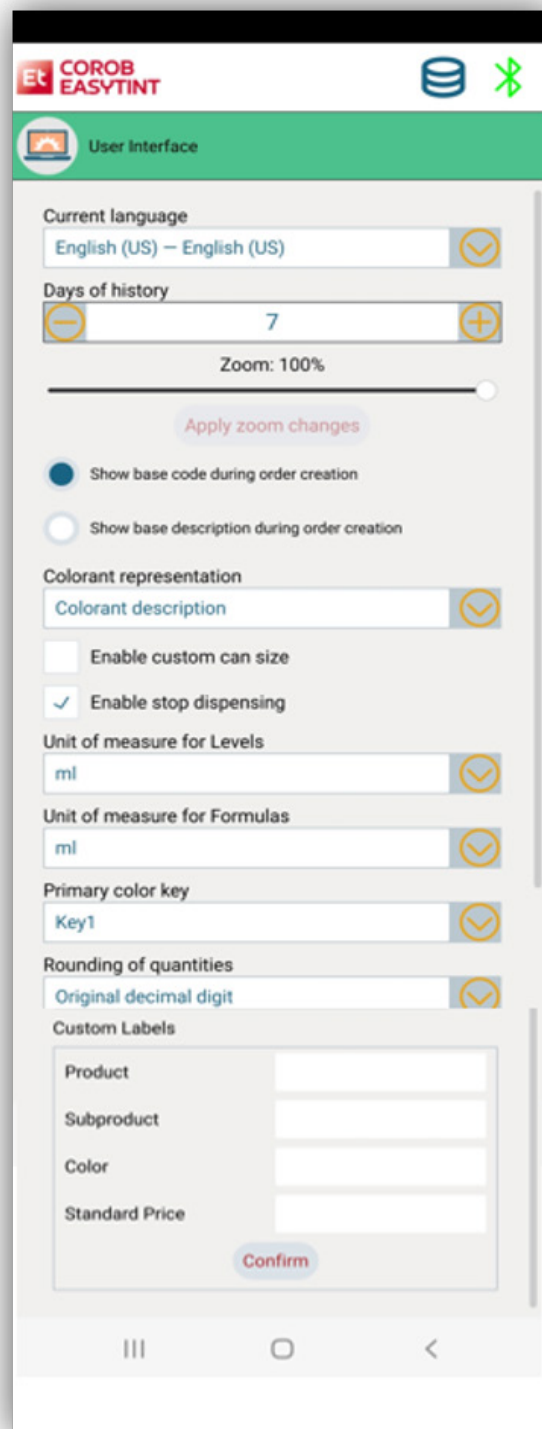 Et COROB
EASYTINT
User Interface
Current language
English (US) — English (US)
Days of history
7
Zoom: 100%
Apply zoom changes
Show base code during order creation
Show base description during order creation
Colorant representation
Colorant description
Enable custom can size
Enable stop dispensing
Unit of measure for Levels
ml
Unit of measure for Formulas
ml
Primary color key
Key1
Rounding of quantities
Original decimal digit
Custom Labels
Product
Subproduct
Color
Standard Price
Confirm